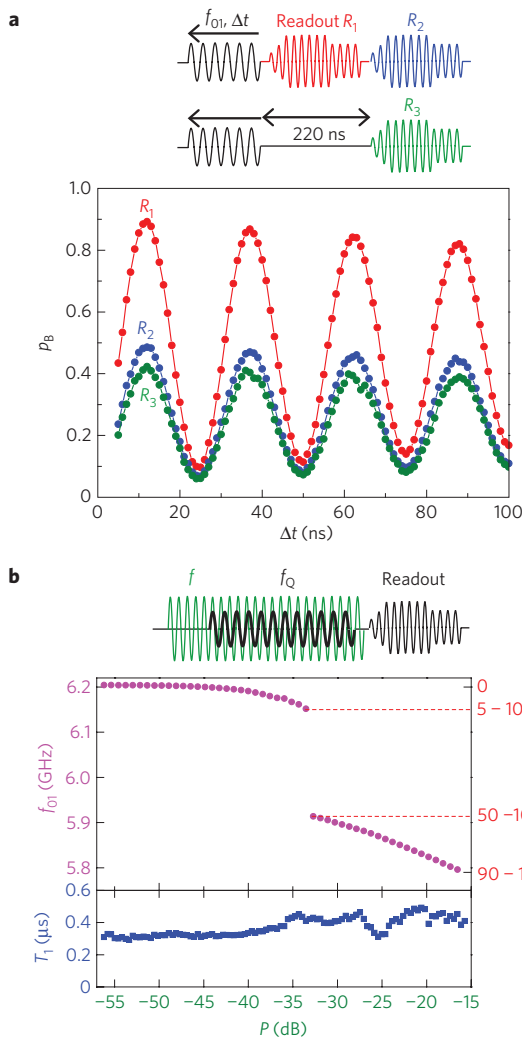 a
f01, Δt
Readout R1
R2
220 ns
R3
1.0
0.8
0.6
0.4
0.2
0
pB
R1
R2
R3
0
20
40
60
80
100
Δt (ns)
b
f
fQ
Readout
6.2
6.1
6.0
5.9
5.8
f01 (GHz)
0
5 – 10
50 – 10
90 – 1
0.6
0.4
0.2
0
T1 (μs)
−55
−50
−45
−40
−35
−30
−25
−20
−15
P (dB)